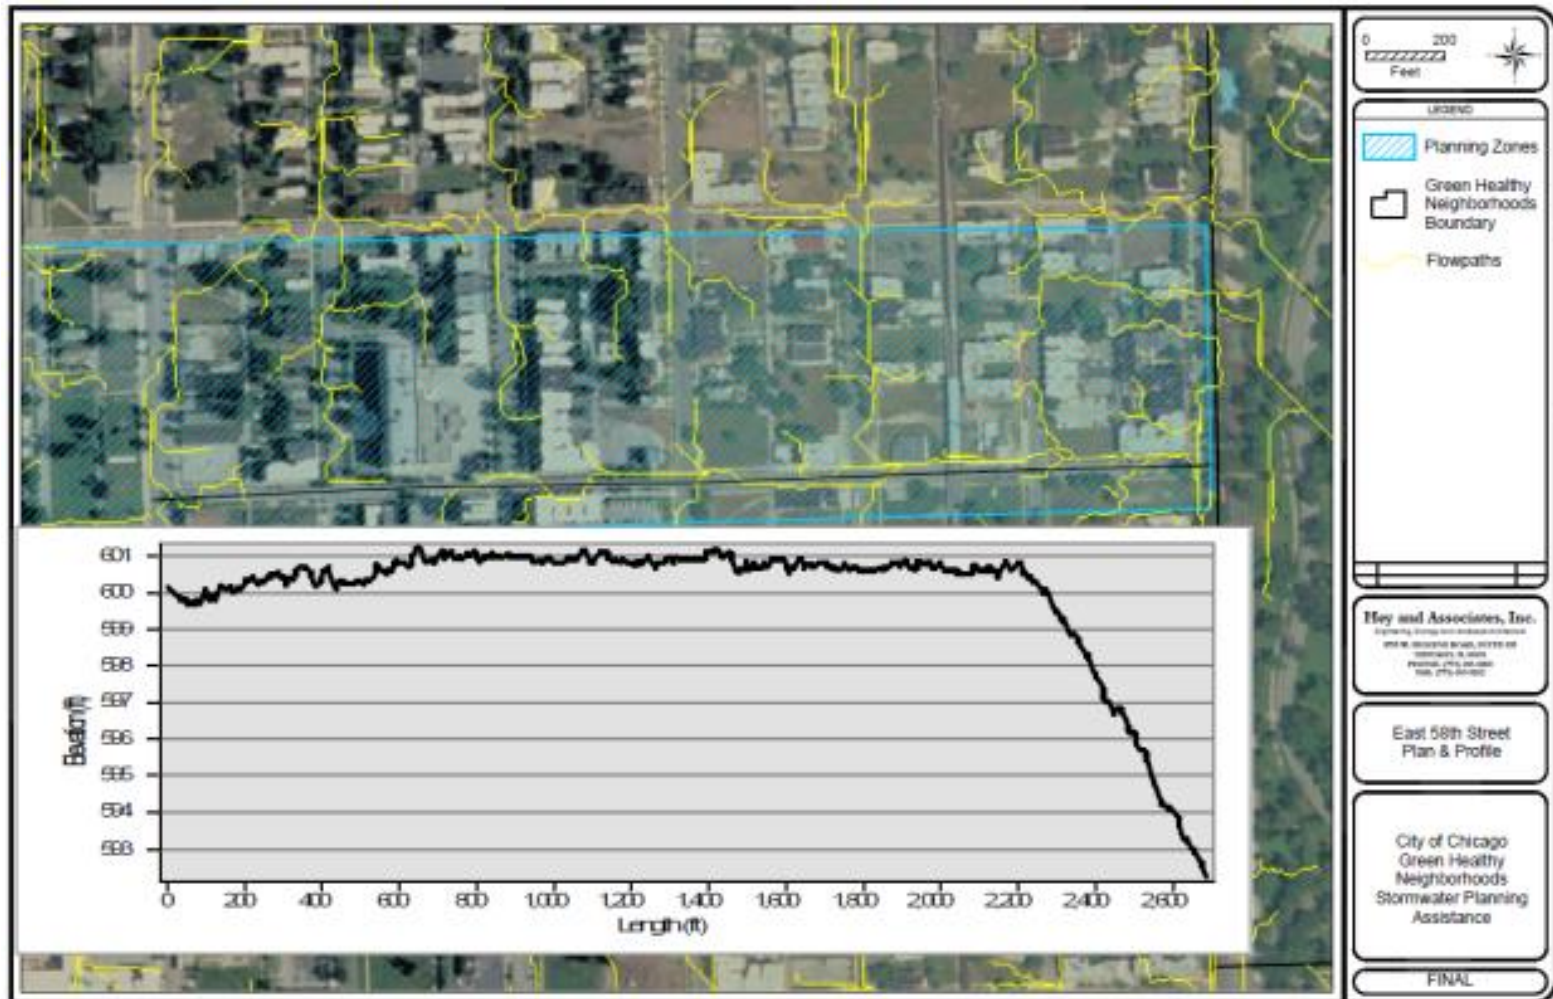 0 200
Feet
LEGEND
Planning Zones
Green Healthy
Neighborhoods
Boundary
Flowpaths
Hey and Associates, Inc.
East 58th Street
Plan & Profile
City of Chicago
Green Healthy
Neighborhoods
Stormwater Planning
Assistance
FINAL
Elevation (ft)
601
600
599
598
597
596
595
594
593
0 200 400 600 800 1,000 1,200 1,400 1,600 1,800 2,000 2,200 2,400 2,600
Length (ft)